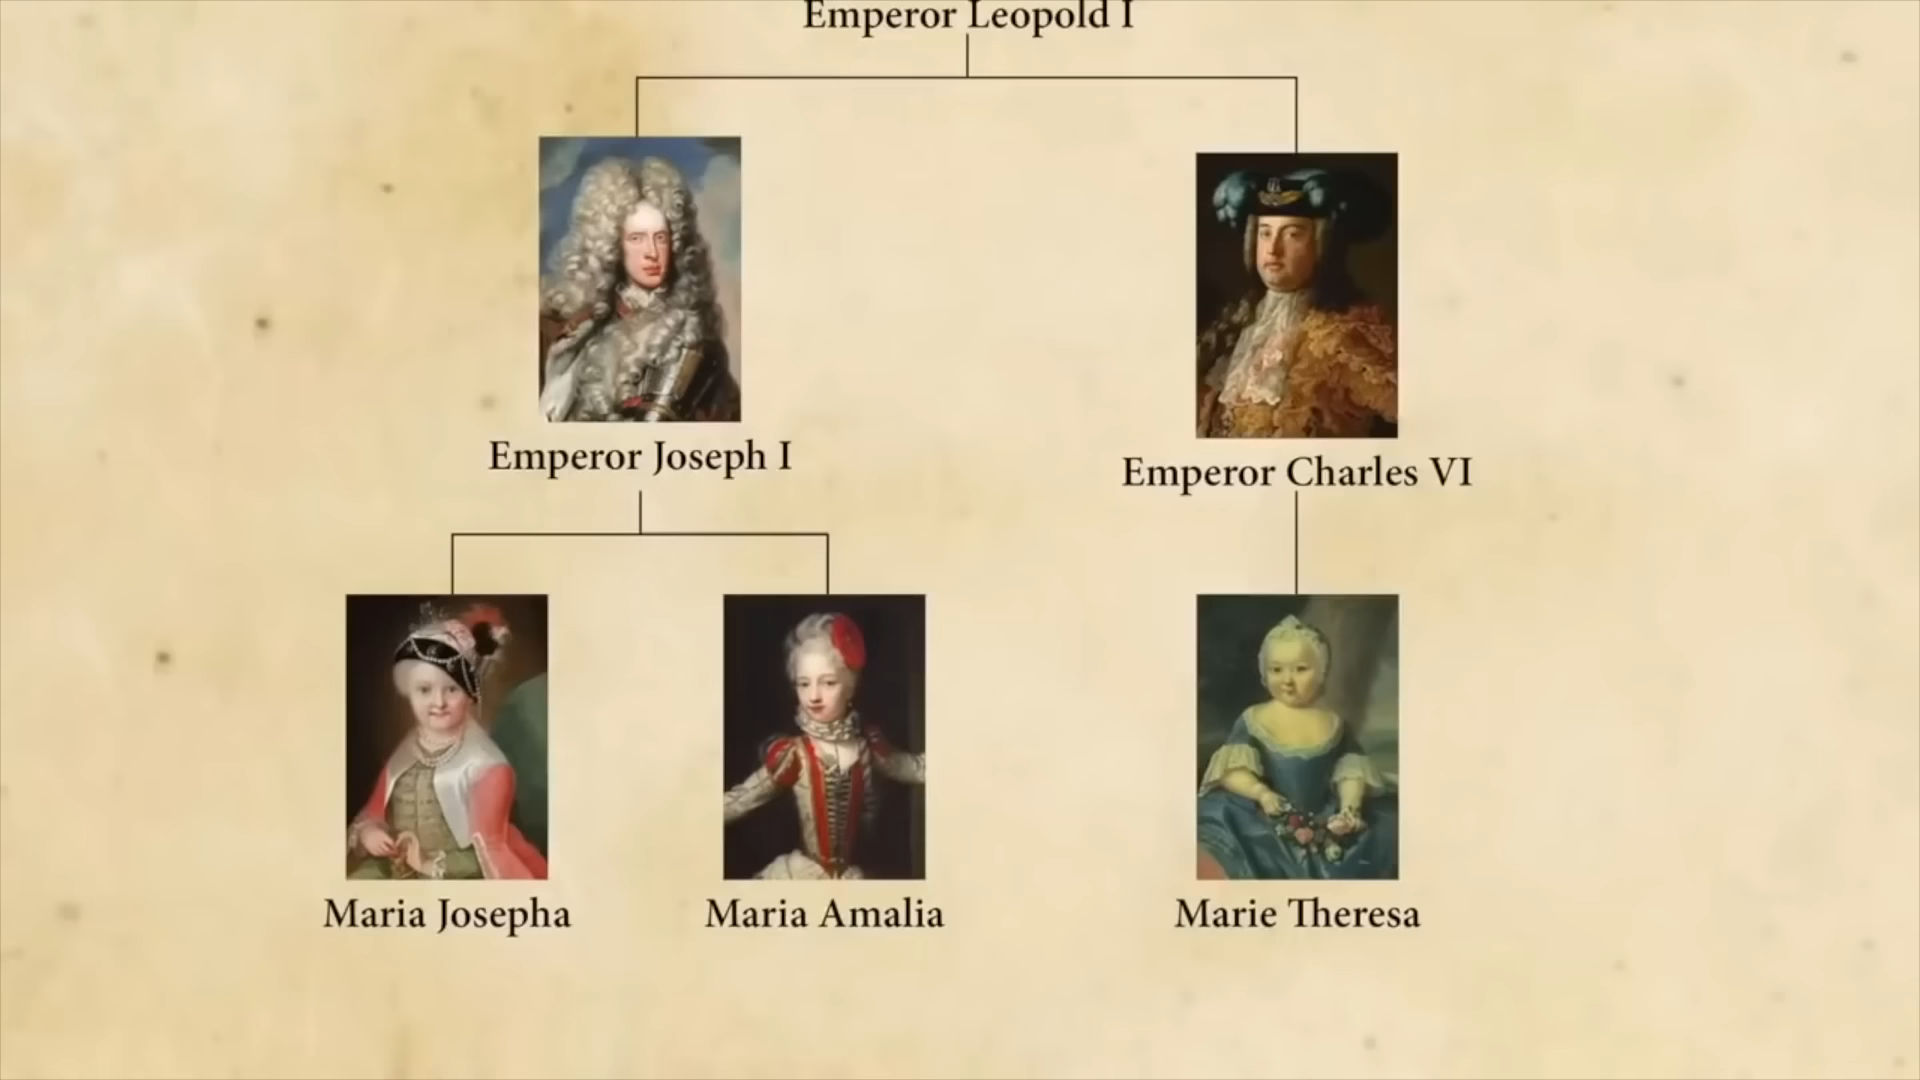 Emperor Leopold I
Emperor Joseph I
Emperor Charles VI
Maria Josepha
Maria Amalia
Marie Theresa